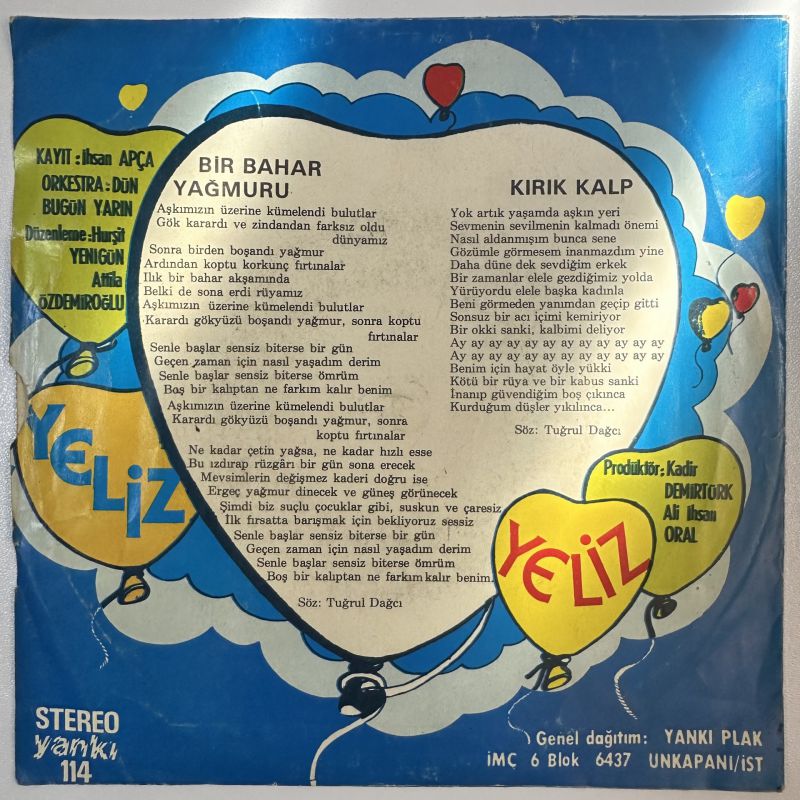 KAYIT : İhsan APÇA
ORKESTRA : DÜN
BUGÜN YARIN
Düzenleme : Hurşit
YENİGÜN
Attila
ÖZDEMİROĞLU
BİR BAHAR
YAĞMURU
Aşkımızın üzerine kümelendi bulutlar
Gök karardı ve zindandan farksız oldu
dünyamız
Sonra birden boşandı yağmur
Ardından koptu korkunç fırtınalar
Ilık bir bahar akşamında
Belki de sona erdi rüyamız
Aşkımızın üzerine kümelendi bulutlar
Karardı gökyüzü boşandı yağmur, sonra koptu
fırtınalar
Senle başlar sensiz biterse bir gün
Geçen zaman için nasıl yaşadım derim
Senle başlar sensiz biterse ömrüm
Boş bir kalıptan ne farkım kalır benim
Aşkımızın üzerine kümelendi bulutlar
Karardı gökyüzü boşandı yağmur, sonra
koptu fırtınalar
Ne kadar çetin yağsa, ne kadar hızlı esse
Bu ızdırap rüzgârı bir gün sona erecek
Mevsimlerin değişmez kaderi doğru ise
Ergeç yağmur dinecek ve güneş görünecek
Şimdi biz suçlu çocuklar gibi, suskun ve çaresiz
İlk fırsatta barışmak için bekliyoruz sessiz
Senle başlar sensiz biterse bir gün
Geçen zaman için nasıl yaşadım derim
Senle başlar sensiz biterse ömrüm
Boş bir kalıptan ne farkım kalır benim.
Söz: Tuğrul Dağcı
KIRIK KALP
Yok artık yaşamda aşkın yeri
Sevmenin sevilmenin kalmadı önemi
Nasıl aldanmışım bunca sene
Gözümle görmesem inanmazdım yine
Daha düne dek sevdiğim erkek
Bir zamanlar elele gezdiğimiz yolda
Yürüyordu elele başka kadınla
Beni görmeden yanımdan geçip gitti
Sonsuz bir acı içimi kemiriyor
Bir okki sanki, kalbimi deliyor
Ay ay ay ay ay ay ay ay ay ay ay ay
Ay ay ay ay ay ay ay ay ay ay ay ay
Benim için hayat öyle yükki
Kötü bir rüya ve bir kabus sanki
İnanıp güvendiğim boş çıkınca
Kurduğum düşler yıkılınca...
Söz: Tuğrul Dağcı
YELİZ
YELİZ
Prodüktör : Kadir
DEMİRTÜRK
Ali İhsan
ORAL
STEREO
yankı
114
Genel dağıtım: YANKI PLAK
İMÇ 6 Blok 6437 UNKAPANI/İST